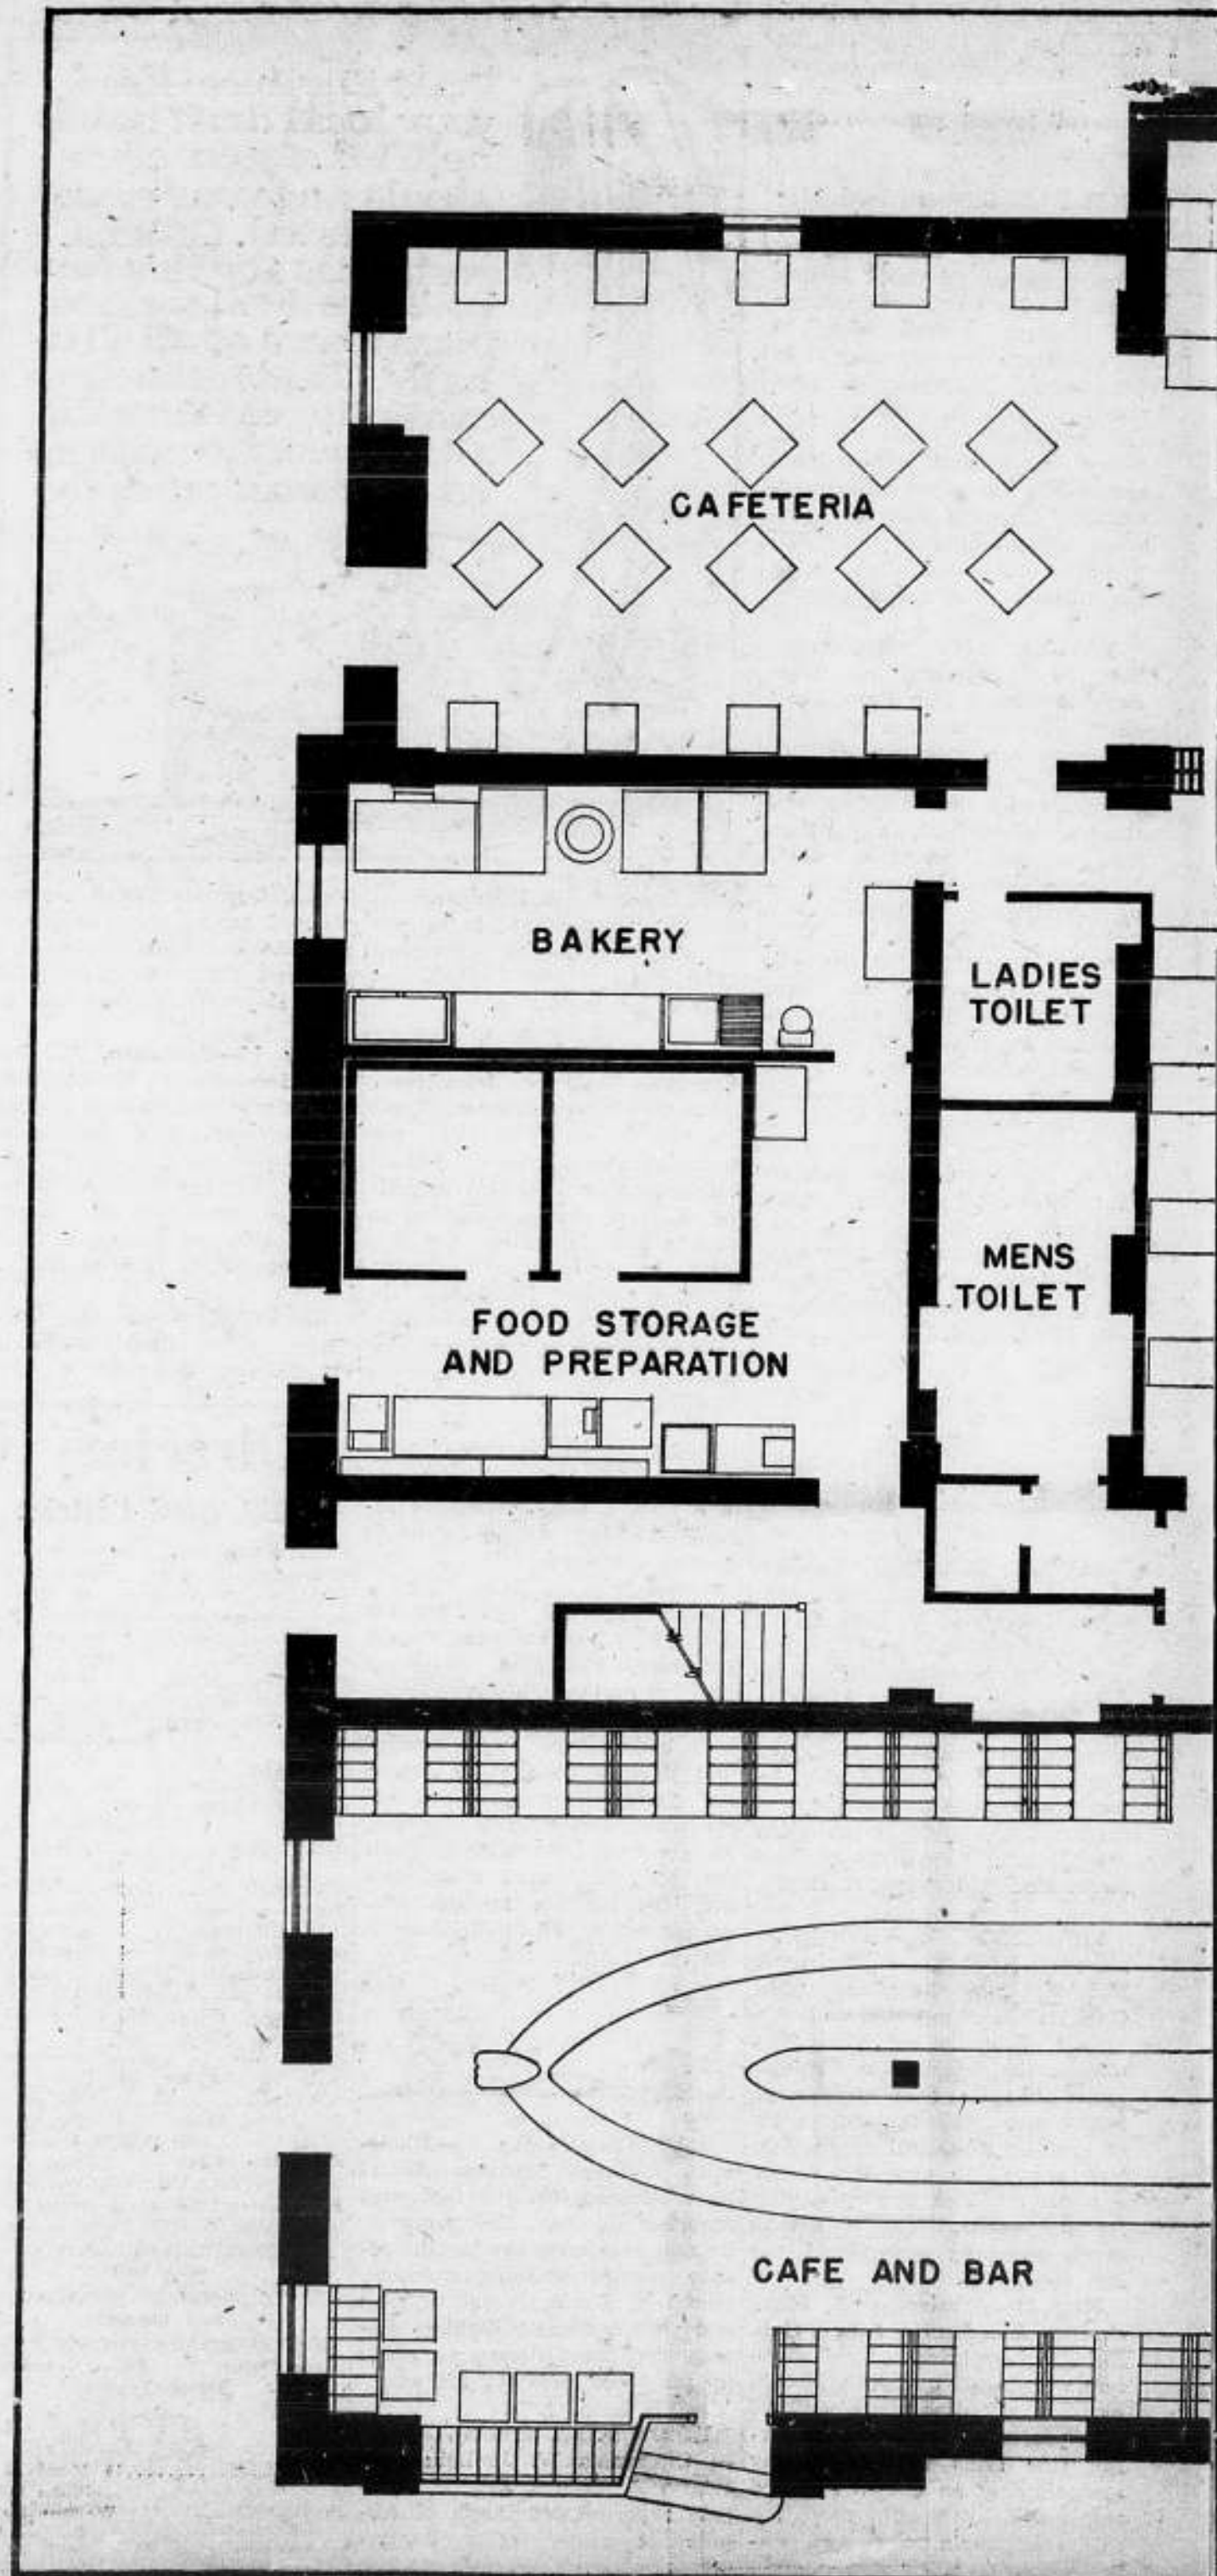 CAFETERIA
BAKERY
LADIES
TOILET
MENS
TOILET
FOOD STORAGE
AND PREPARATION
CAFE AND BAR